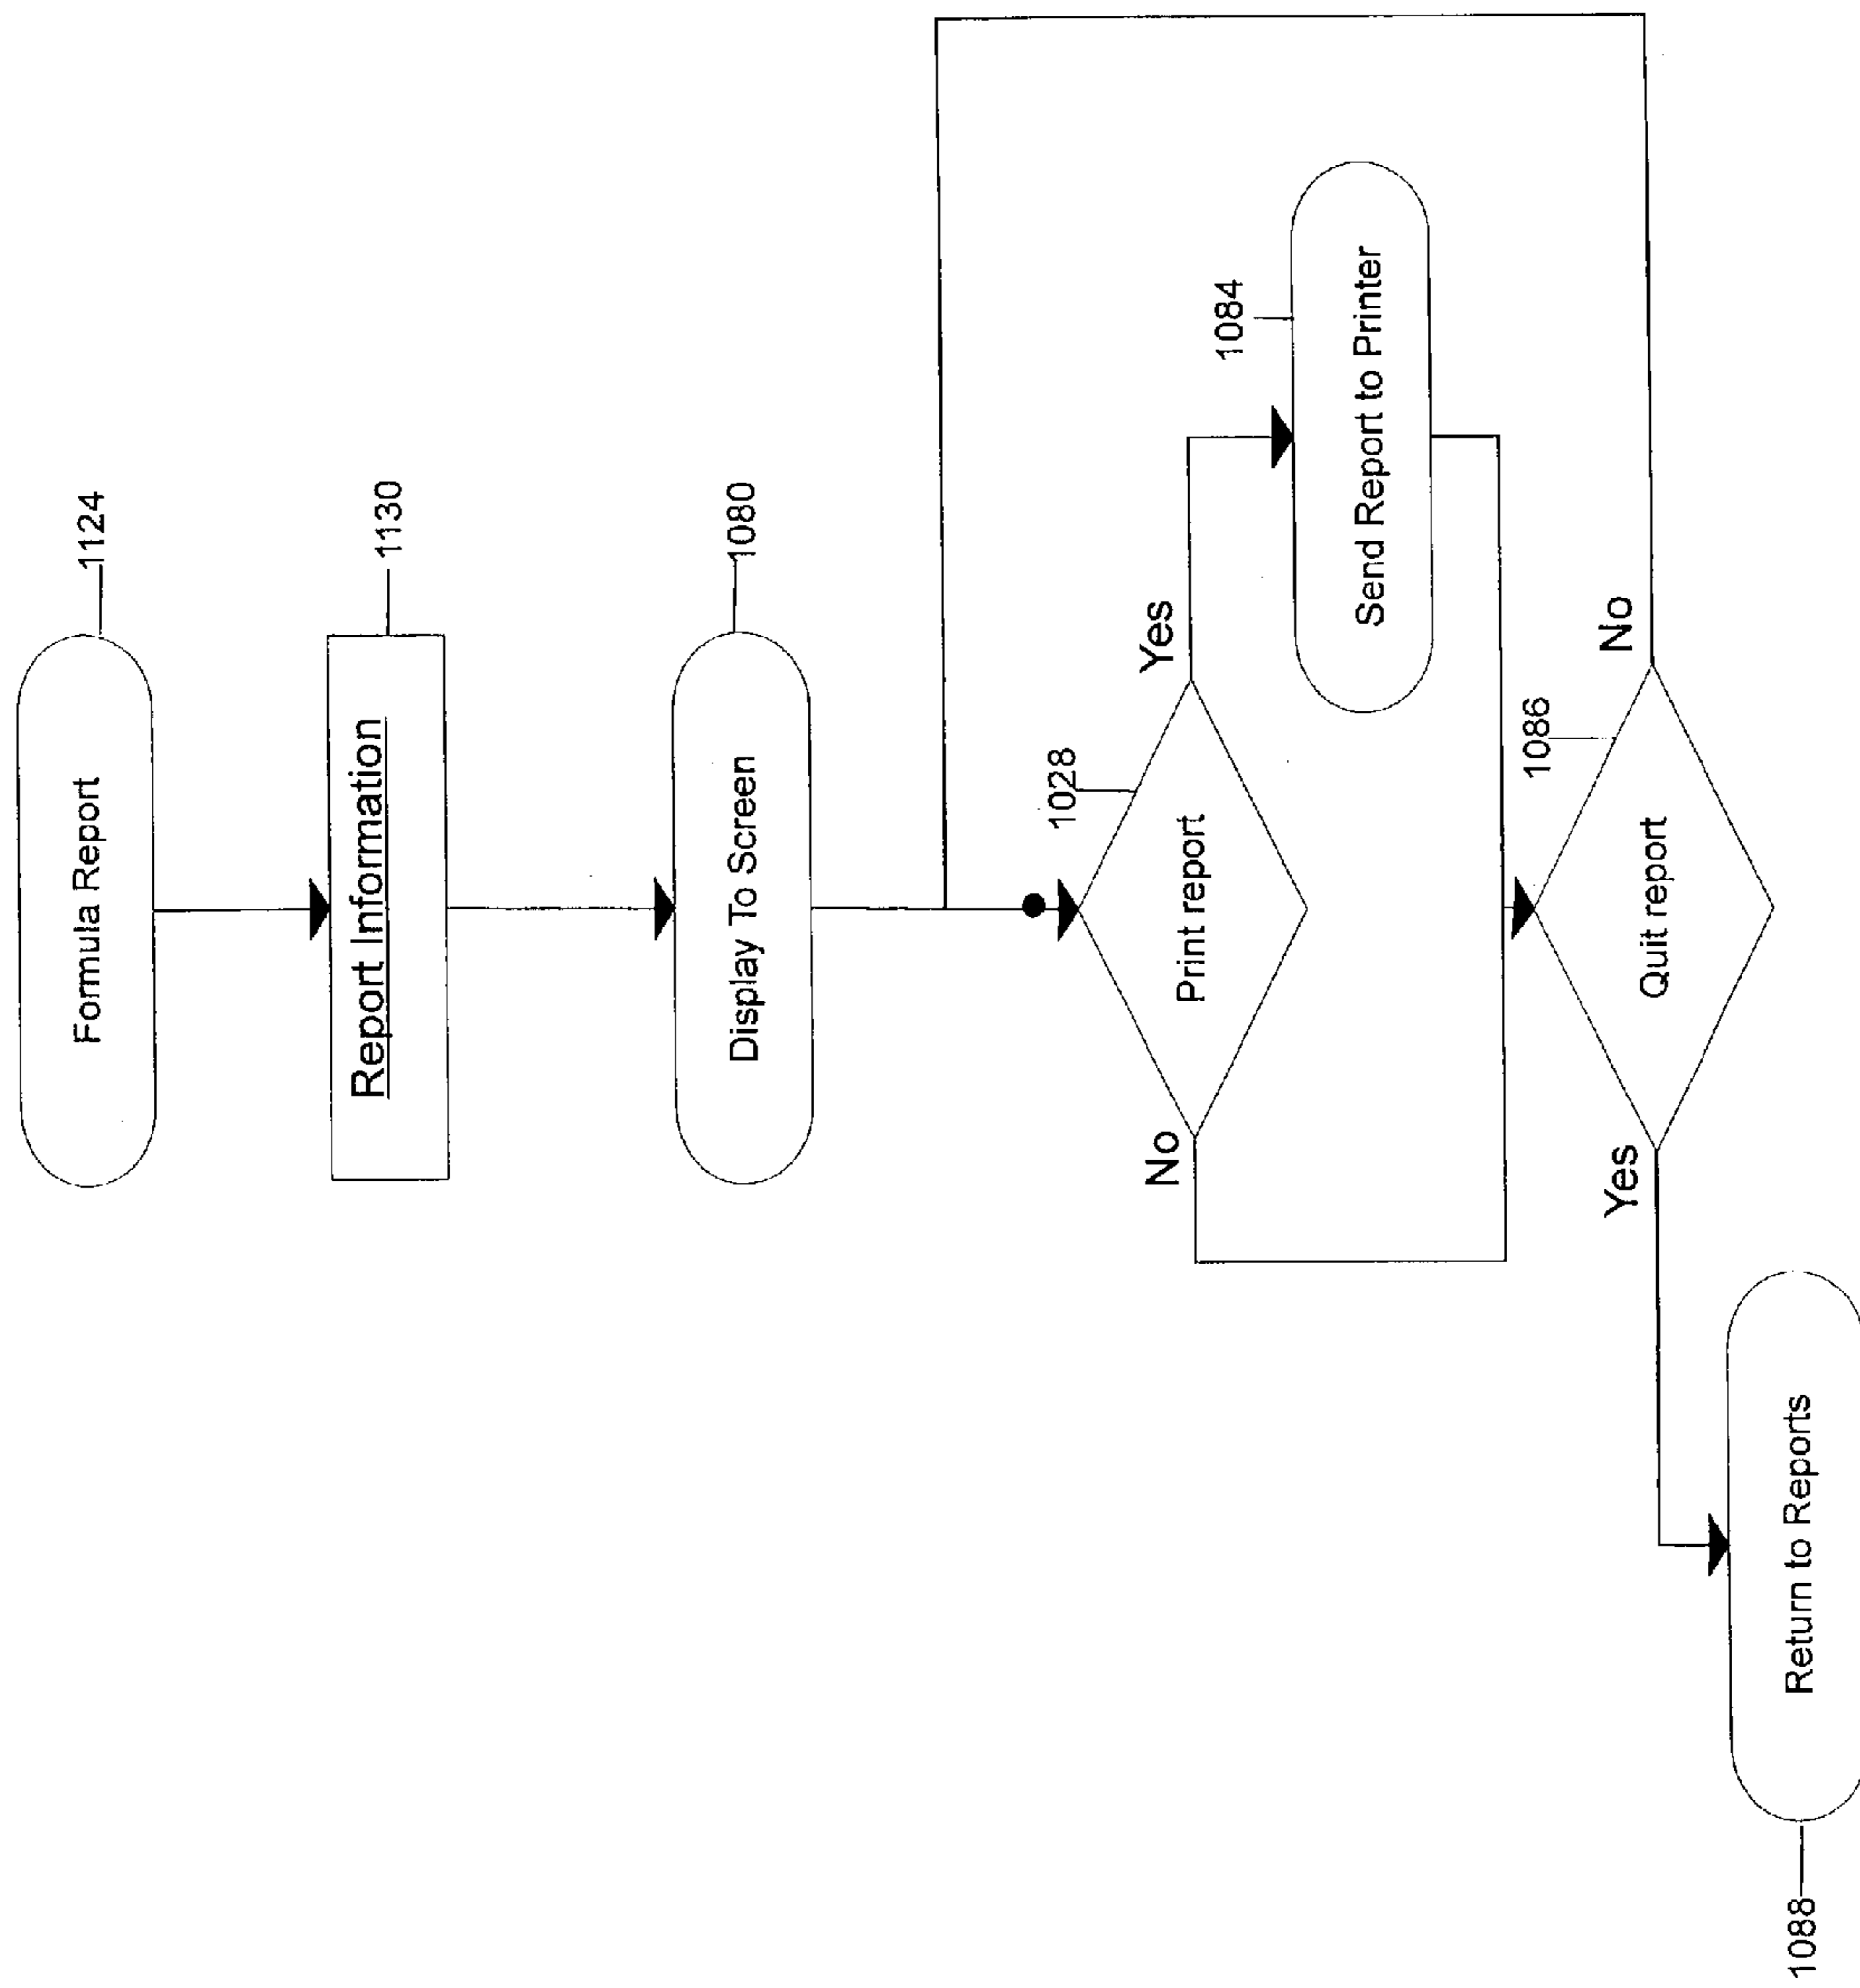 Formula Report
1124
Report Information
1130
Display To Screen
1080
1028
Print report
Yes
No
1084
Send Report to Printer
1086
Quit report
No
Yes
Return to Reports
1088